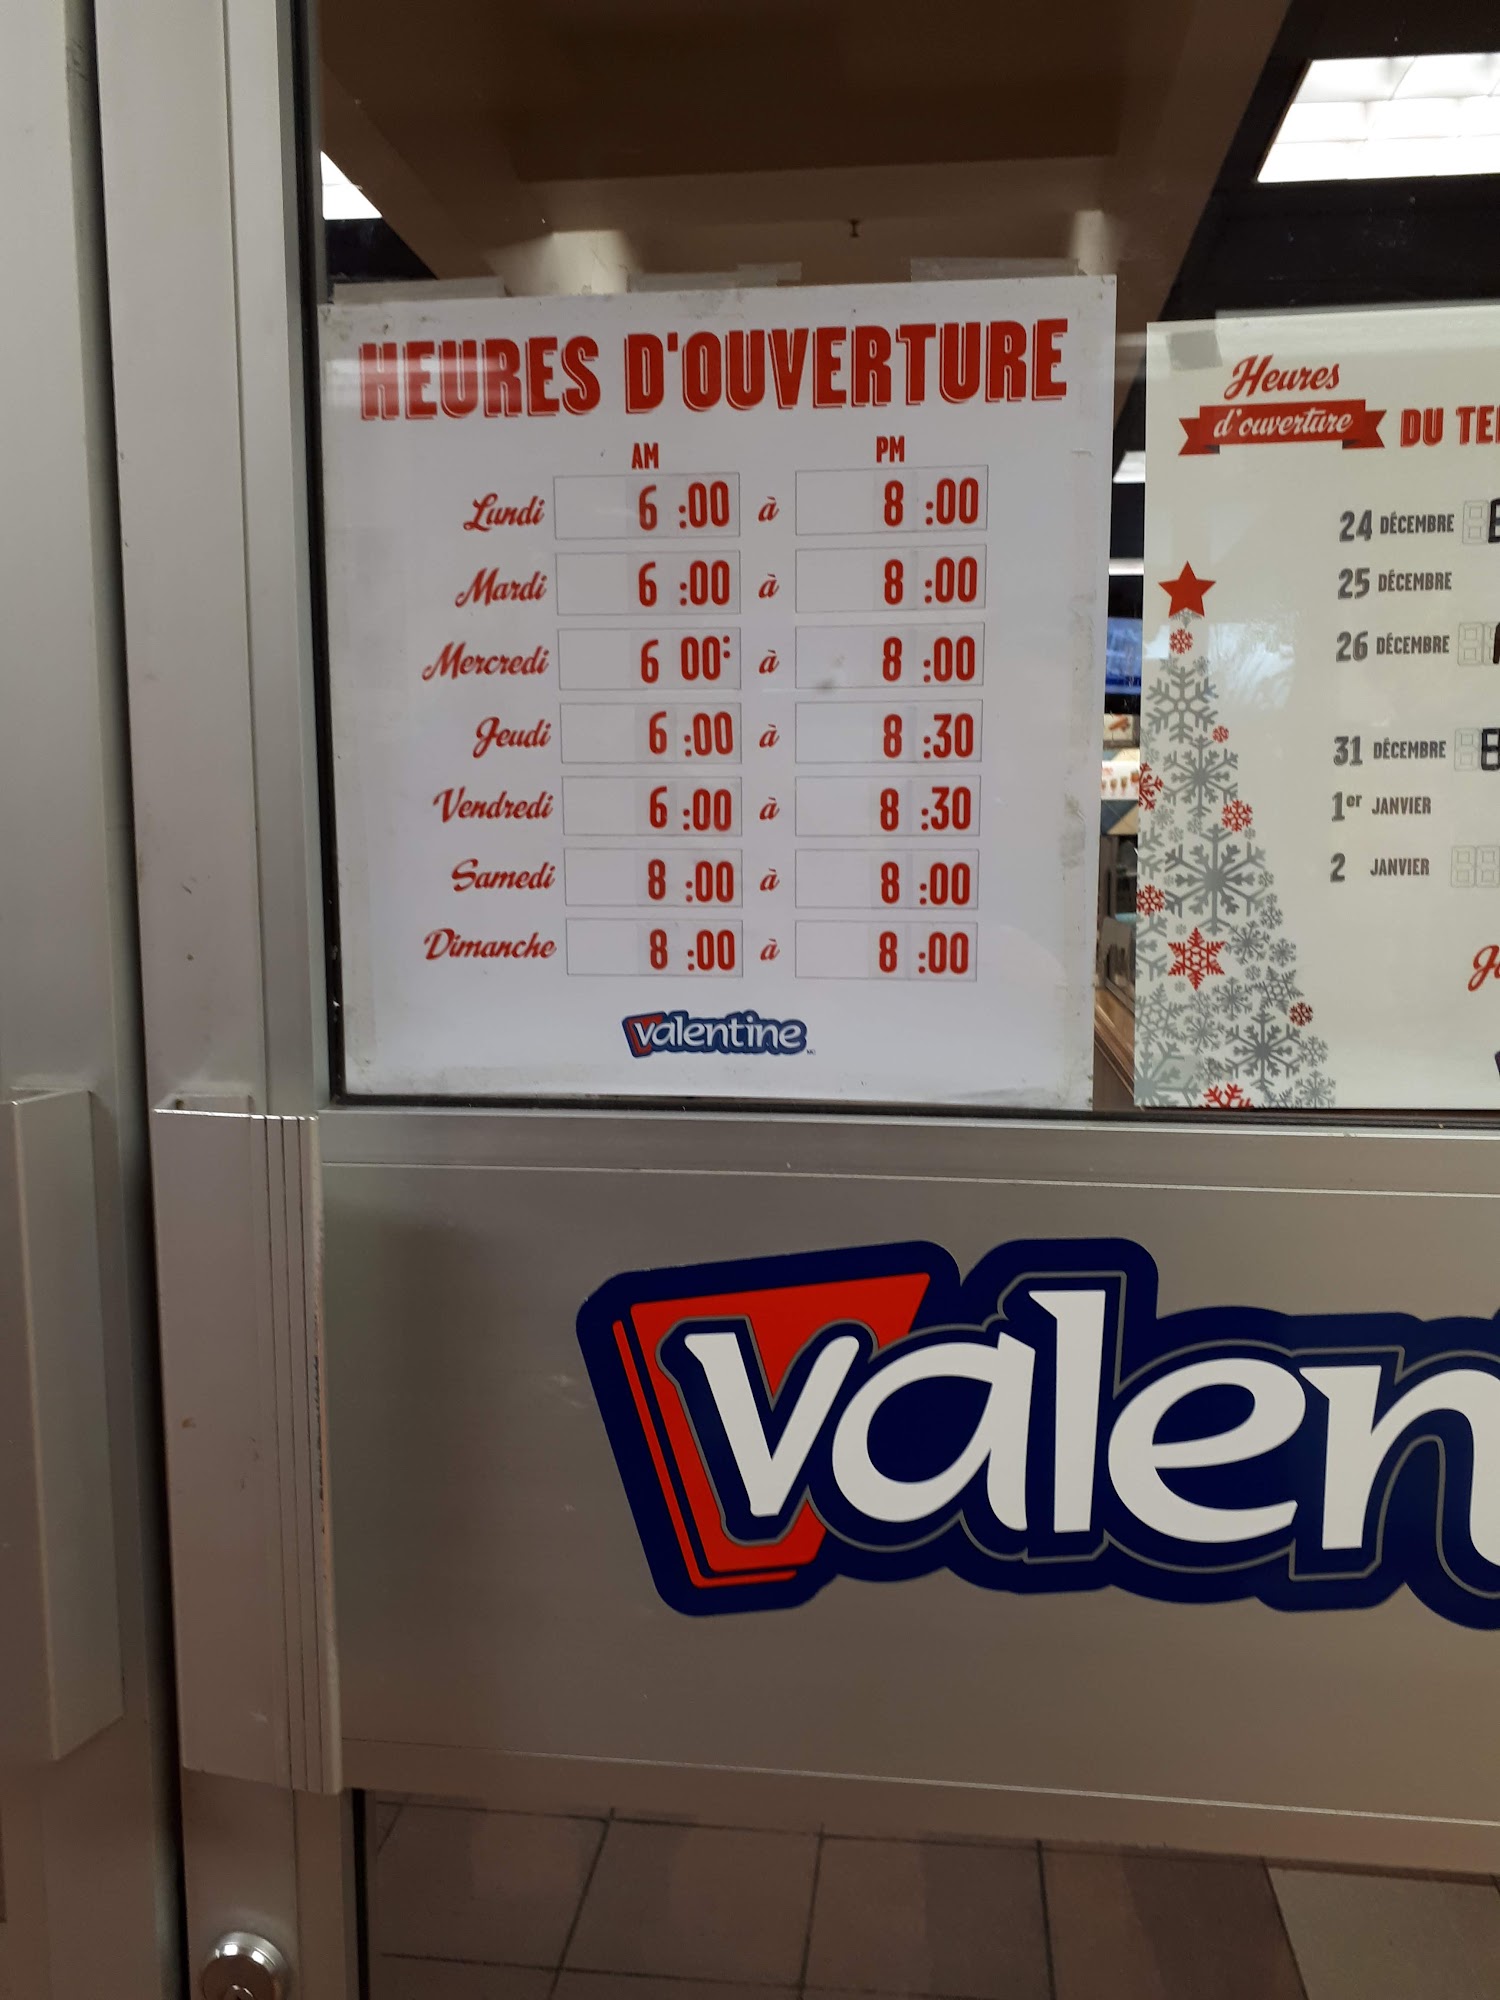 HEURES D'OUVERTURE
AM PM
Lundi 6 :00 à 8 :00
Mardi 6 :00 à 8 :00
Mercredi 6 00: à 8 :00
Jeudi 6 :00 à 8 :30
Vendredi 6 :00 à 8 :30
Samedi 8 :00 à 8 :00
Dimanche 8 :00 à 8 :00
valentine
Heures
d'ouverture DU
24 DÉCEMBRE
25 DÉCEMBRE
26 DÉCEMBRE
31 DÉCEMBRE
1er JANVIER
2 JANVIER
valen